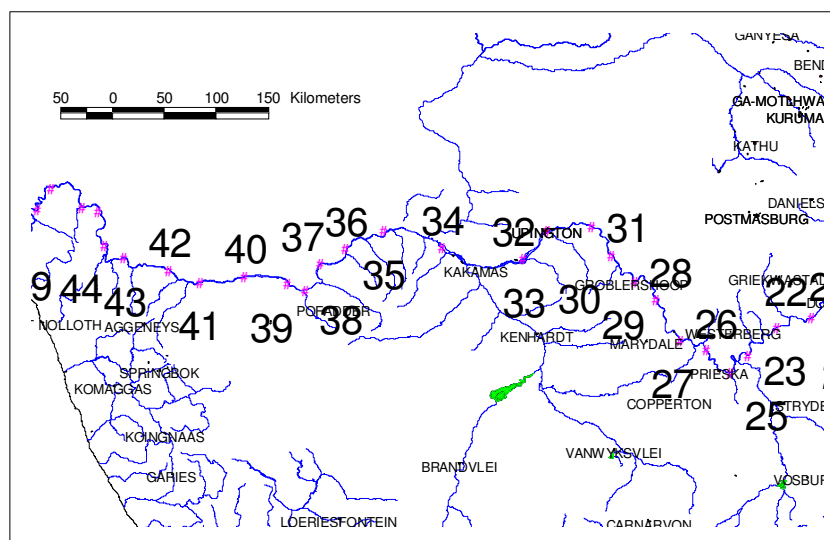 GANYESA
BEND
50 0 50 100 150 Kilometers
GA-MOTLHWA
KURUMA
KATHU
DANIELS
POSTMASBURG
37 36 34 32 UPINGTON 31
42 40 35 KAKAMAS
GROBLERSHOOP 28 GRIEKWASTAD
9 44 43 33 30 22 2
NOLLOTH AGGENEYS 41 39 POFADDER 38
KENHARDT 29 MARYDALE 26 WESTERBERG
SPRINGBOK PRIESKA 23
KOMAGGAS 27
COPPERTON 25 STRYDE
KOINGNAAS
GARIES BRANDVLEI VANWYKSVLEI
VOSBUR
LOERIESFONTEIN CARNARVON